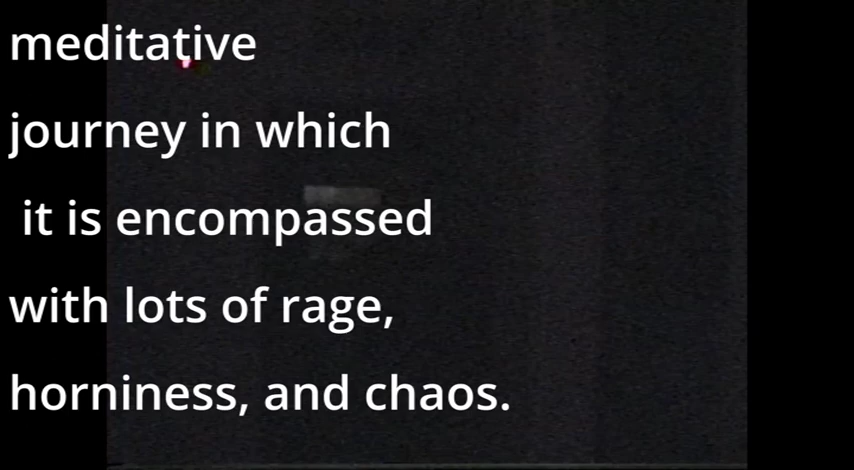 meditative
journey in which
it is encompassed
with lots of rage,
horniness, and chaos.